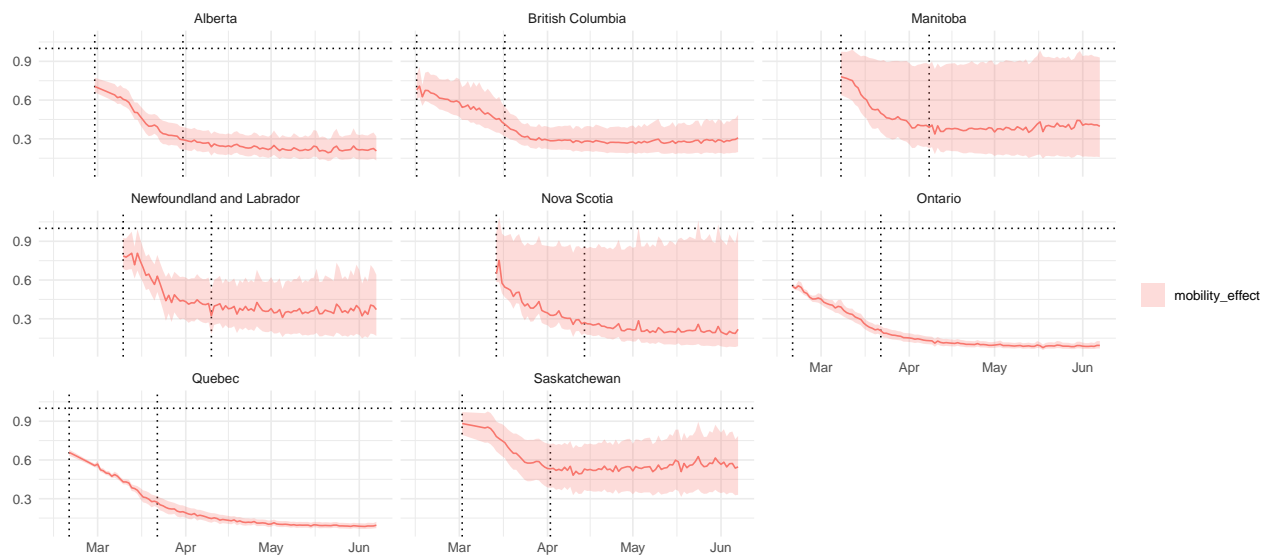 Alberta
British Columbia
Manitoba
0.9
0.6
0.3
Newfoundland and Labrador
Nova Scotia
Ontario
0.9
0.6
0.3
mobility_effect
Mar Apr May Jun
Quebec
Saskatchewan
0.9
0.6
0.3
Mar Apr May Jun
Mar Apr May Jun